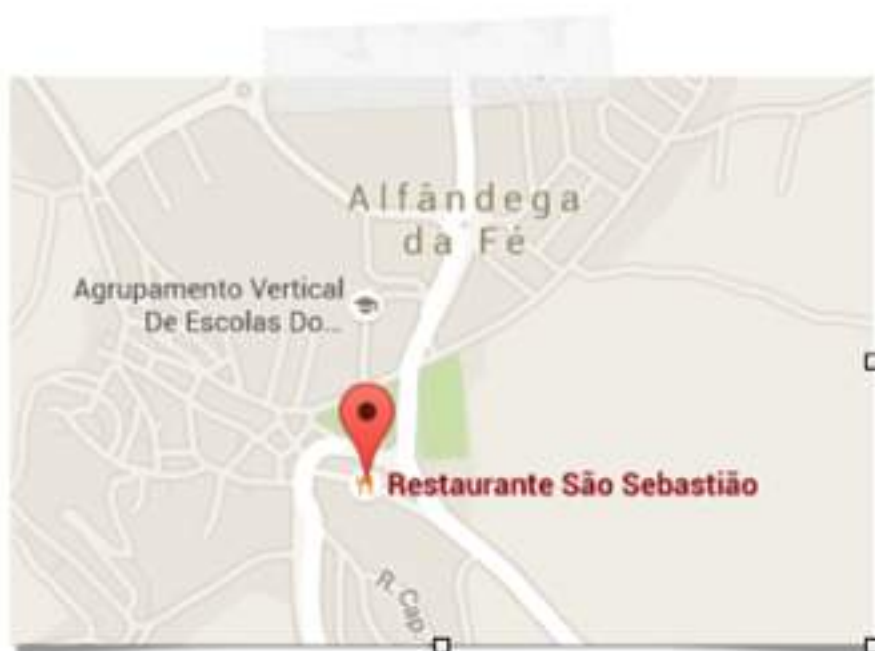 Alfândega
da Fé
Agrupamento Vertical
De Escolas Do...
Restaurante São Sebastião
R. Cap.